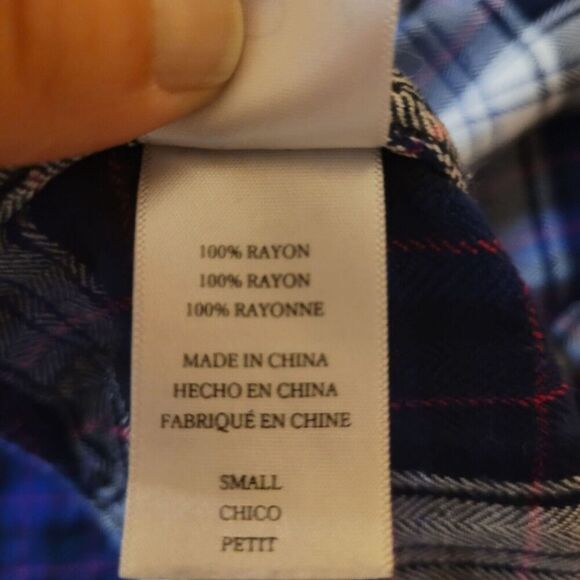 100% RAYON
100% RAYON
100% RAYONNE
MADE IN CHINA
HECHO EN CHINA
FABRIQUÉ EN CHINE
SMALL
CHICO
PETIT